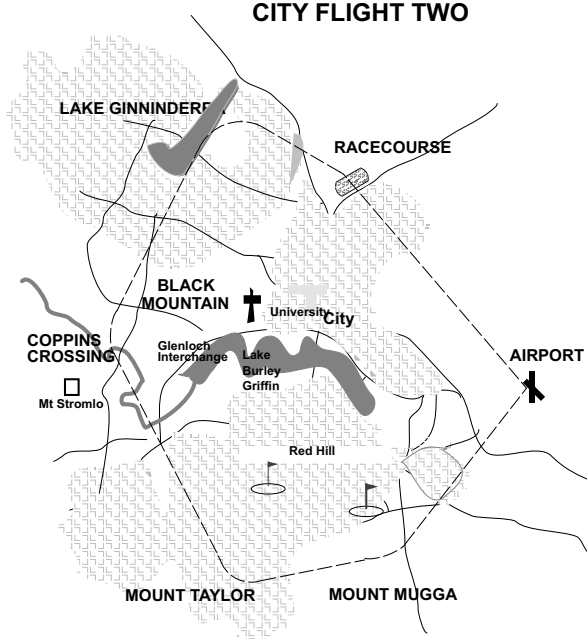 CITY FLIGHT TWO
LAKE GINNINDERRA
RACECOURSE
BLACK
MOUNTAIN
University
City
COPPINS
CROSSING
Glenloch
Interchange
Lake
Burley
Griffin
AIRPORT
Mt Stromlo
Red Hill
MOUNT TAYLOR
MOUNT MUGGA